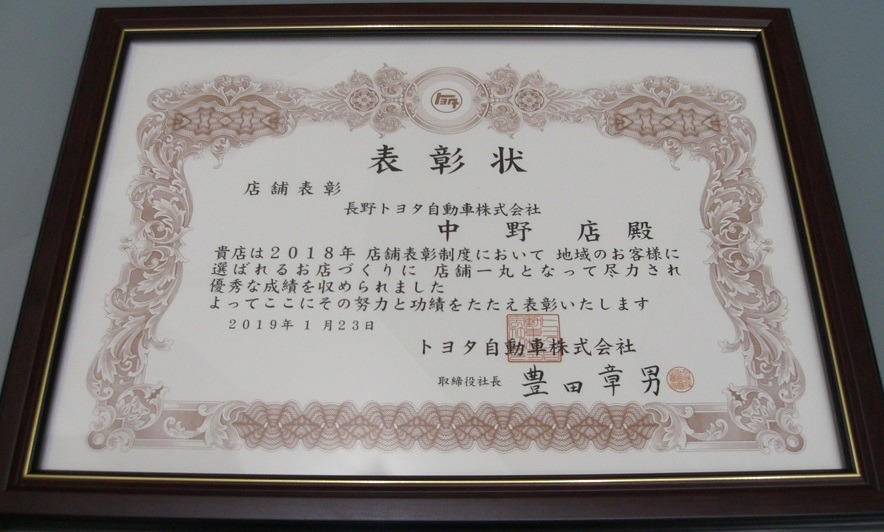 トヨタ
表彰状
店舗表彰
長野トヨタ自動車株式会社
中野店殿
貴店は2018年 店舗表彰制度において 地域のお客様に
選ばれるお店づくりに 店舗一丸となって尽力され
優秀な成績を収められました
よってここにその努力と功績をたたえ表彰いたします
2019年1月23日
トヨタ自動車株式会社
取締役社長 豊田章男